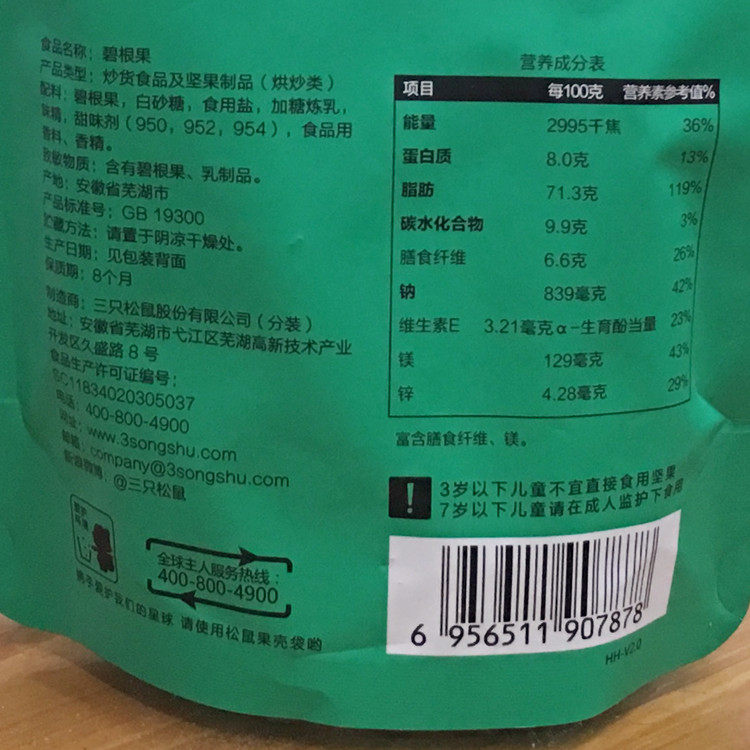 食品名称：碧根果
产品类型：炒货食品及坚果制品（烘炒类）
配料：碧根果，白砂糖，食用盐，加糖炼乳，
味精，甜味剂（950，952，954），食品用
香料、香精。
致敏物质：含有碧根果、乳制品。
产地：安徽省芜湖市
产品标准号：GB 19300
贮藏方法：请置于阴凉干燥处。
生产日期：见包装背面
保质期：8个月
制造商：三只松鼠股份有限公司（分装）
地址：安徽省芜湖市弋江区芜湖高新技术产业
开发区久盛路8号
食品生产许可证编号：
SC11834020305037
电话：400-800-4900
网址：www.3songshu.com
邮箱：company@3songshu.com
新浪微博：@三只松鼠
全球主人服务热线：
400-800-4900
携手爱护我们的星球 请使用松鼠果壳袋哟
营养成分表
项目 每100克 营养素参考值%
能量 2995千焦 36%
蛋白质 8.0克 13%
脂肪 71.3克 119%
碳水化合物 9.9克 3%
膳食纤维 6.6克 26%
钠 839毫克 42%
维生素E 3.21毫克α-生育酚当量 23%
镁 129毫克 43%
锌 4.28毫克 29%
富含膳食纤维、镁。
! 3岁以下儿童不宜直接食用坚果
7岁以下儿童请在成人监护下食用
6 956511 907878
HH-V2.0